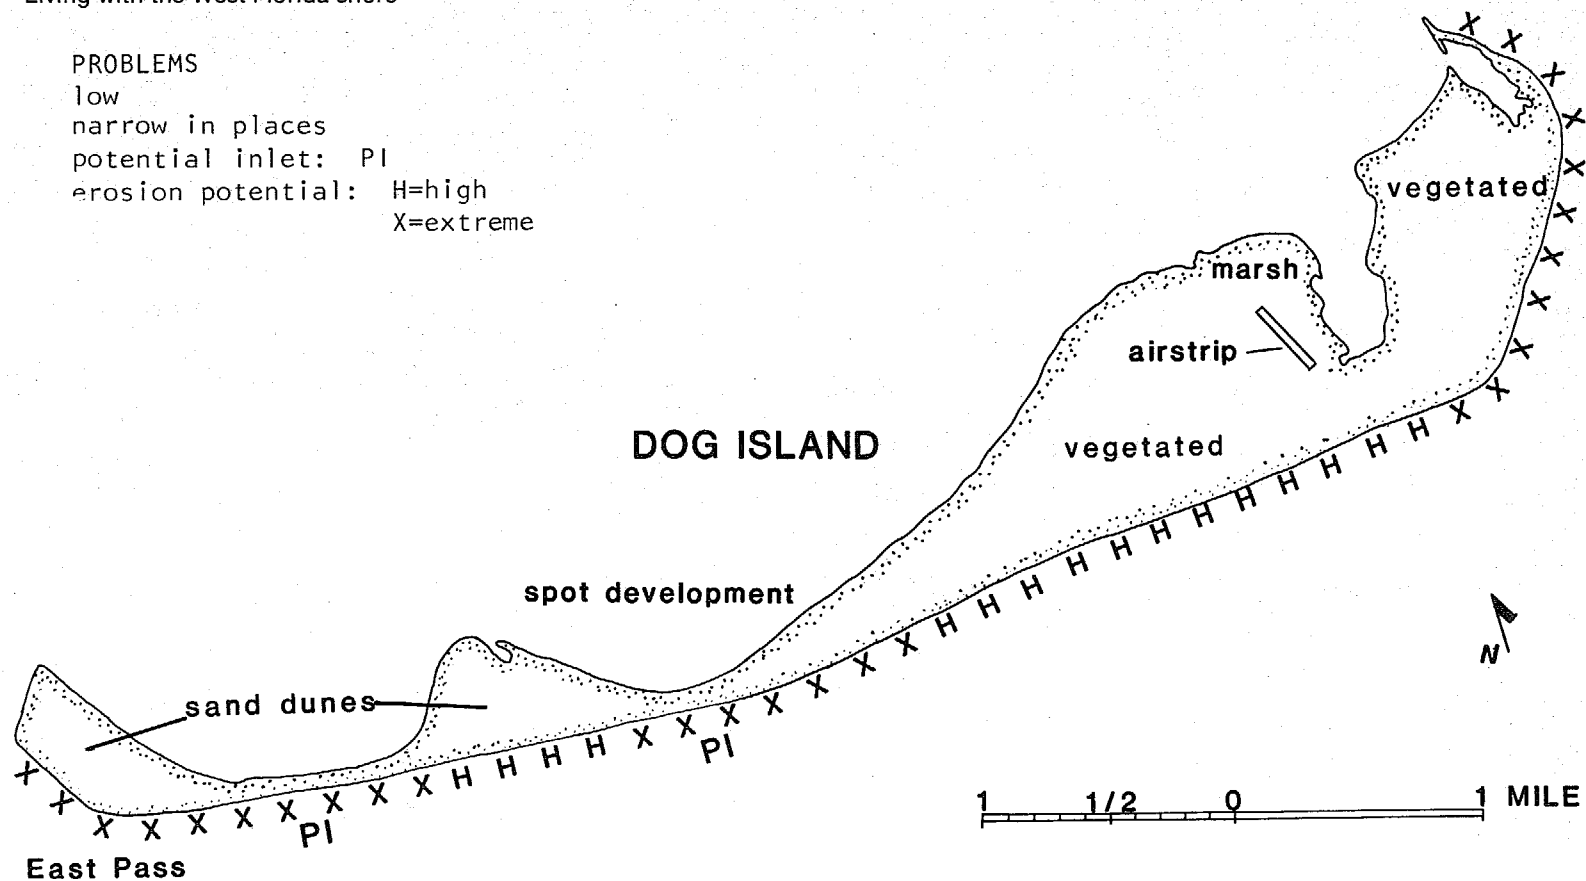 Living with the West Florida shore
PROBLEMS
low
narrow in places
potential inlet: PI
erosion potential: H=high
X=extreme
X X X X X X X X X X X X
vegetated
marsh
airstrip
DOG ISLAND
vegetated
H H H H H H H H H H H H X
spot development
N
sand dunes
X X X X X X X
PI
H H H H
X X X X X X X X X X
PI
East Pass
1 1/2 0 1 MILE